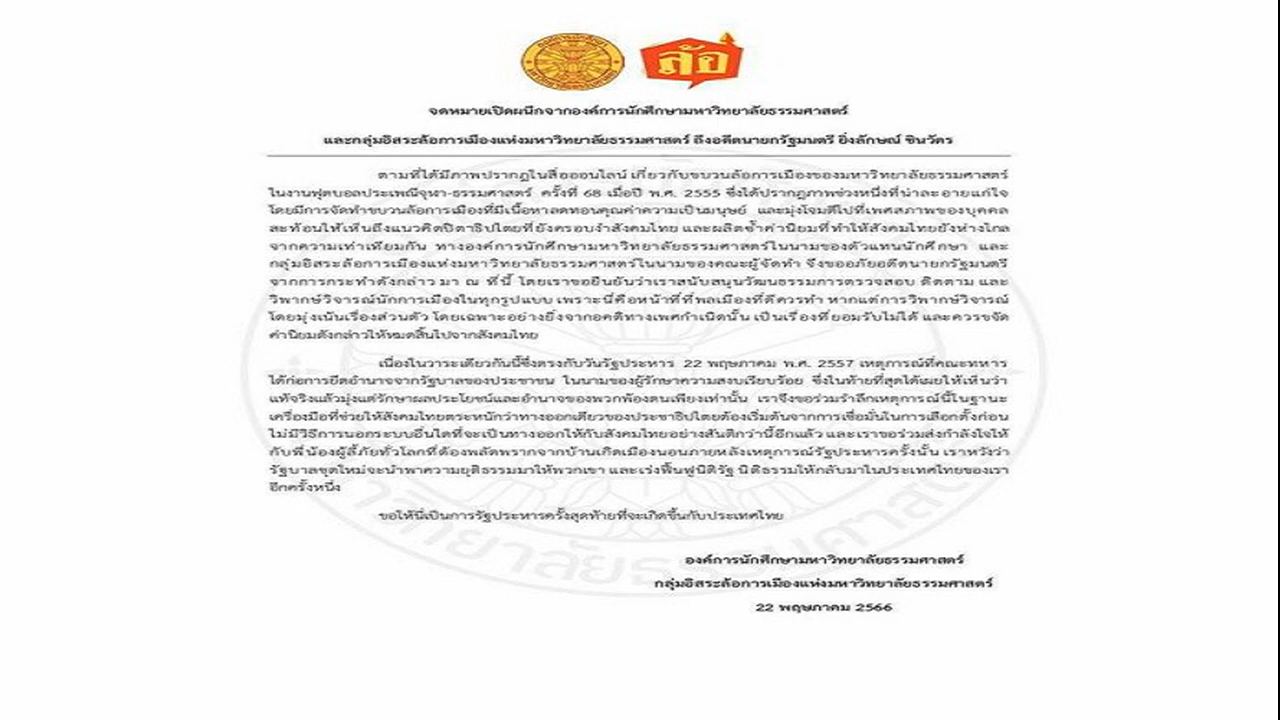 ล้อ
จดหมายเปิดผนึกจากองค์การนักศึกษามหาวิทยาลัยธรรมศาสตร์
และกลุ่มอิสระล้อการเมืองแห่งมหาวิทยาลัยธรรมศาสตร์ ถึงอดีตนายกรัฐมนตรี ยิ่งลักษณ์ ชินวัตร
ตามที่ได้มีภาพปรากฏในสื่อออนไลน์ เกี่ยวกับขบวนล้อการเมืองของมหาวิทยาลัยธรรมศาสตร์
ในงานฟุตบอลประเพณีจุฬา-ธรรมศาสตร์ ครั้งที่ 68 เมื่อปี พ.ศ. 2555 ซึ่งได้ปรากฏภาพช่วงหนึ่งที่น่าละอายแก่ใจ
โดยมีการจัดทำขบวนล้อการเมืองที่มีเนื้อหาลดทอนคุณค่าความเป็นมนุษย์ และมุ่งโจมตีไปที่เพศสภาพของบุคคล
สะท้อนให้เห็นถึงแนวคิดปิตาธิปไตยที่ยังครอบงำสังคมไทย และผลิตซ้ำค่านิยมที่ทำให้สังคมไทยยังห่างไกล
จากความเท่าเทียมกัน ทางองค์การนักศึกษามหาวิทยาลัยธรรมศาสตร์ในนามของตัวแทนนักศึกษา และ
กลุ่มอิสระล้อการเมืองแห่งมหาวิทยาลัยธรรมศาสตร์ในนามของคณะผู้จัดทำ จึงขออภัยอดีตนายกรัฐมนตรี
จากการกระทำดังกล่าว มา ณ ที่นี้ โดยเราขอยืนยันว่าเราสนับสนุนวัฒนธรรมการตรวจสอบ ติดตาม และ
วิพากษ์วิจารณ์นักการเมืองในทุกรูปแบบ เพราะนี่คือหน้าที่ที่พลเมืองที่ดีควรทำ หากแต่การวิพากษ์วิจารณ์
โดยมุ่งเน้นเรื่องส่วนตัว โดยเฉพาะอย่างยิ่งจากอคติทางเพศกำเนิดนั้น เป็นเรื่องที่ยอมรับไม่ได้ และควรขจัด
ค่านิยมดังกล่าวให้หมดสิ้นไปจากสังคมไทย
เนื่องในวาระเดียวกันนี้ซึ่งตรงกับวันรัฐประหาร 22 พฤษภาคม พ.ศ. 2557 เหตุการณ์ที่คณะทหาร
ได้ก่อการยึดอำนาจจากรัฐบาลของประชาชน ในนามของผู้รักษาความสงบเรียบร้อย ซึ่งในท้ายที่สุดได้เผยให้เห็นว่า
แท้จริงแล้วมุ่งแต่รักษาผลประโยชน์และอำนาจของพวกพ้องตนเพียงเท่านั้น เราจึงขอร่วมรำลึกเหตุการณ์นี้ในฐานะ
เครื่องมือที่ช่วยให้สังคมไทยตระหนักว่าทางออกเดียวของประชาธิปไตยต้องเริ่มต้นจากการเชื่อมั่นในการเลือกตั้งก่อน
ไม่มีวิธีการนอกระบบอื่นใดที่จะเป็นทางออกให้กับสังคมไทยอย่างสันติกว่านี้อีกแล้ว และเราขอร่วมส่งกำลังใจให้
กับพี่น้องผู้ลี้ภัยทั่วโลกที่ต้องพลัดพรากจากบ้านเกิดเมืองนอนภายหลังเหตุการณ์รัฐประหารครั้งนั้น เราหวังว่า
รัฐบาลชุดใหม่จะนำพาความยุติธรรมมาให้พวกเขา และเร่งฟื้นฟูนิติรัฐ นิติธรรมให้กลับมาในประเทศไทยของเรา
อีกครั้งหนึ่ง
ขอให้นี่เป็นการรัฐประหารครั้งสุดท้ายที่จะเกิดขึ้นกับประเทศไทย
องค์การนักศึกษามหาวิทยาลัยธรรมศาสตร์
กลุ่มอิสระล้อการเมืองแห่งมหาวิทยาลัยธรรมศาสตร์
22 พฤษภาคม 2566